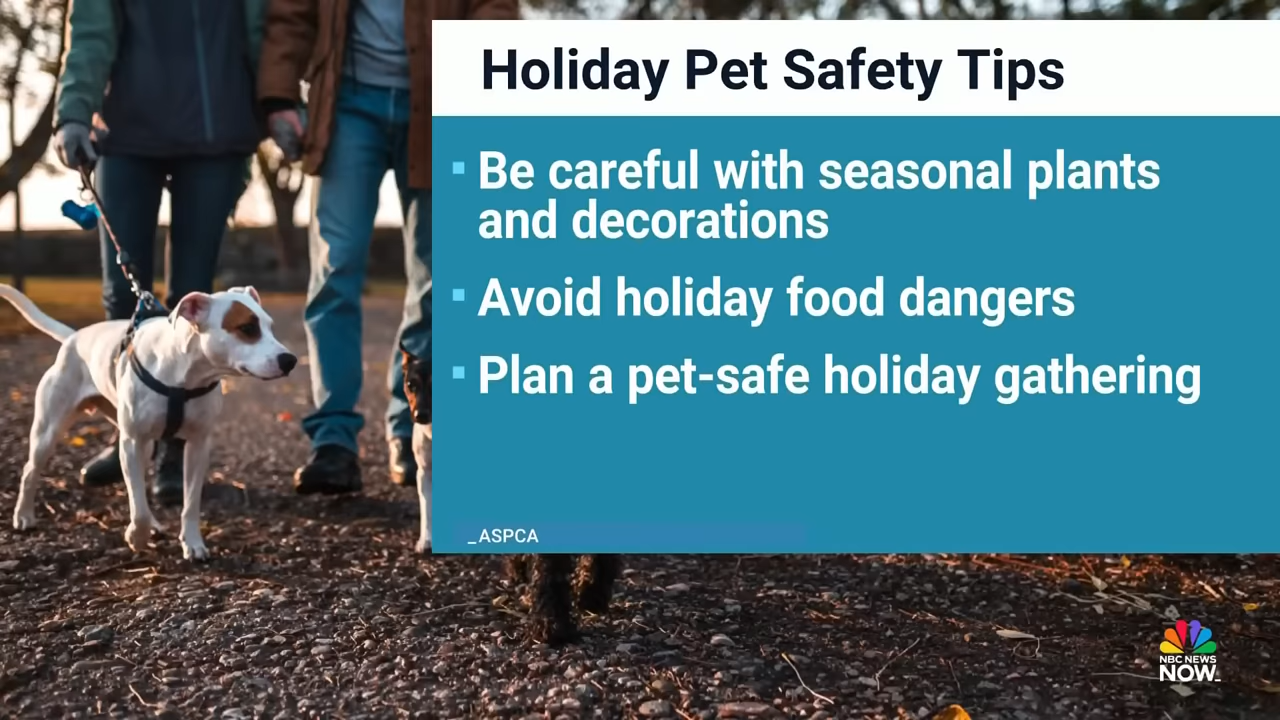 Holiday Pet Safety Tips
Be careful with seasonal plants
and decorations
Avoid holiday food dangers
Plan a pet-safe holiday gathering
_ASPCA
NBC NEWS
NOW_